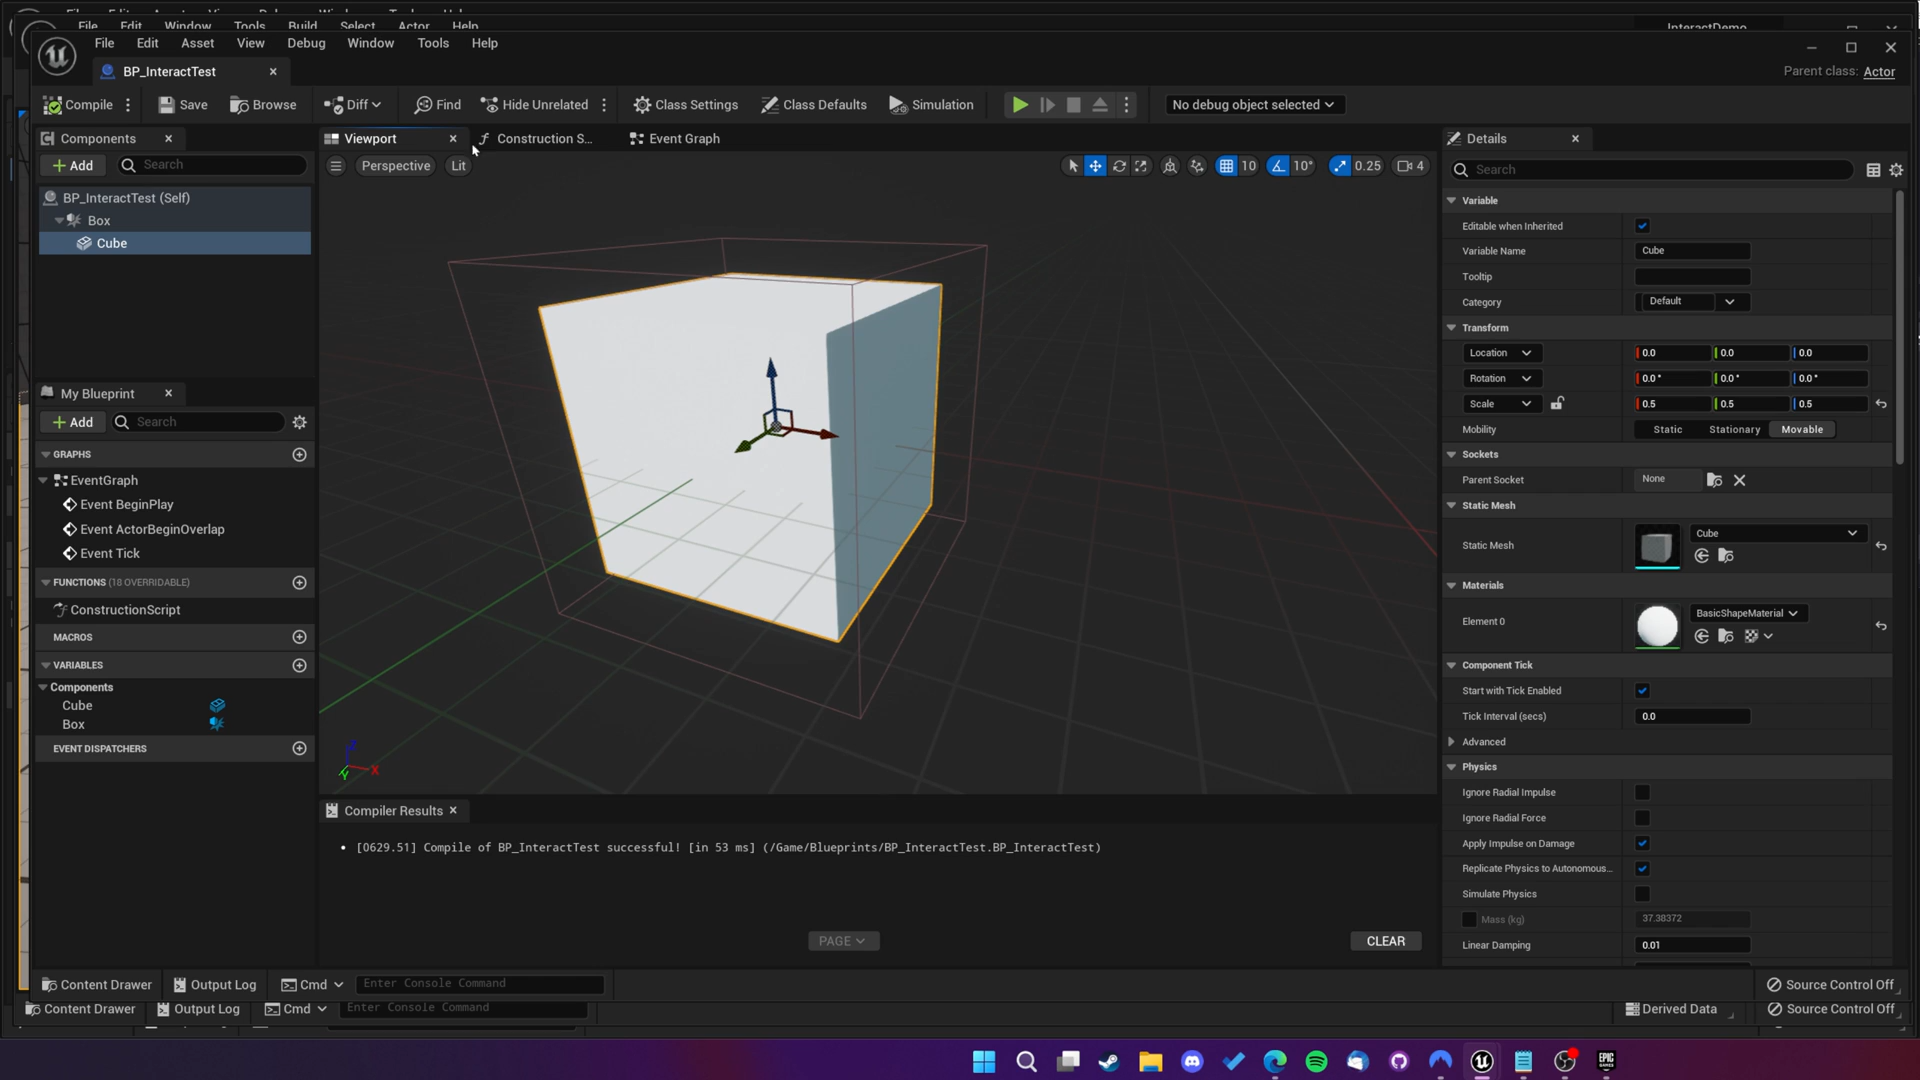 File Edit Window Tools Build Select Actor Help
InteractDemo
File Edit Asset View Debug Window Tools Help
BP_InteractTest
Parent class: Actor
Compile Save Browse Diff Find Hide Unrelated Class Settings Class Defaults Simulation No debug object selected
Components Viewport Construction S... Event Graph Details
Add Search
Perspective Lit
10 10° 0.25 4
Search
BP_InteractTest (Self)
Box
Cube
My Blueprint
Add Search
GRAPHS
EventGraph
Event BeginPlay
Event ActorBeginOverlap
Event Tick
FUNCTIONS (18 OVERRIDABLE)
ConstructionScript
MACROS
VARIABLES
Components
Cube
Box
EVENT DISPATCHERS
Z
X
Y
Compiler Results
• [0629.51] Compile of BP_InteractTest successful! [in 53 ms] (/Game/Blueprints/BP_InteractTest.BP_InteractTest)
PAGE
CLEAR
Variable
Editable when Inherited
Variable Name Cube
Tooltip
Category Default
Transform
Location 0.0 0.0 0.0
Rotation 0.0° 0.0° 0.0°
Scale 0.5 0.5 0.5
Mobility Static Stationary Movable
Sockets
Parent Socket None
Static Mesh
Static Mesh Cube
Materials
Element 0 BasicShapeMaterial
Component Tick
Start with Tick Enabled
Tick Interval (secs) 0.0
Advanced
Physics
Ignore Radial Impulse
Ignore Radial Force
Apply Impulse on Damage
Replicate Physics to Autonomous...
Simulate Physics
Mass (kg) 37.38372
Linear Damping 0.01
Content Drawer Output Log Cmd Enter Console Command Source Control Off
Content Drawer Output Log Cmd Enter Console Command Derived Data Source Control Off
EPIC GAMES